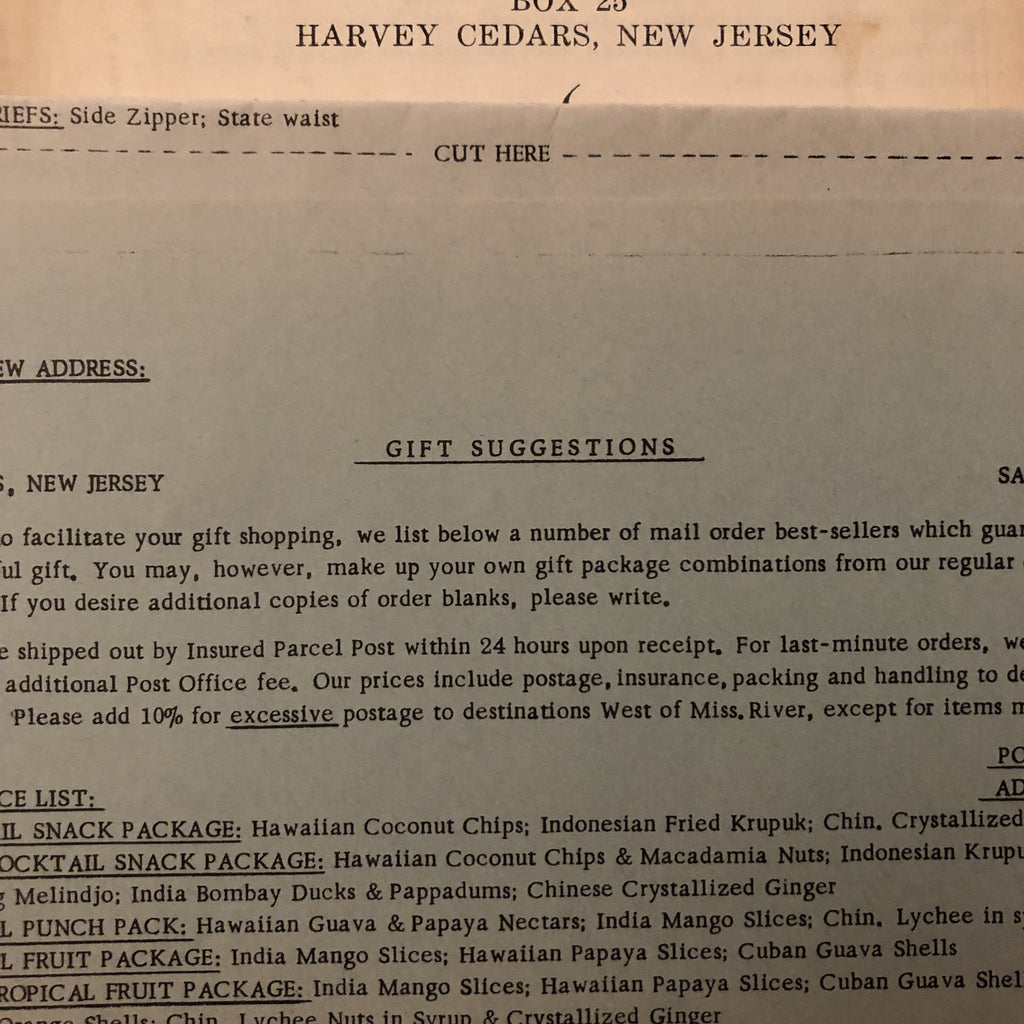 BOX 25
HARVEY CEDARS, NEW JERSEY
IEFS: Side Zipper; State waist
CUT HERE
EW ADDRESS:
GIFT SUGGESTIONS
S, NEW JERSEY
SA
o facilitate your gift shopping, we list below a number of mail order best-sellers which guar
ul gift. You may, however, make up your own gift package combinations from our regular
If you desire additional copies of order blanks, please write.
e shipped out by Insured Parcel Post within 24 hours upon receipt. For last-minute orders, we
additional Post Office fee. Our prices include postage, insurance, packing and handling to de
Please add 10% for excessive postage to destinations West of Miss. River, except for items m
PO
CE LIST:
AD
IL SNACK PACKAGE: Hawaiian Coconut Chips; Indonesian Fried Krupuk; Chin. Crystallized
OCKTAIL SNACK PACKAGE: Hawaiian Coconut Chips & Macadamia Nuts; Indonesian Krupu
g Melindjo; India Bombay Ducks & Pappadums; Chinese Crystallized Ginger
L PUNCH PACK: Hawaiian Guava & Papaya Nectars; India Mango Slices; Chin. Lychee in sy
L FRUIT PACKAGE: India Mango Slices; Hawaiian Papaya Slices; Cuban Guava Shells
ROPICAL FRUIT PACKAGE: India Mango Slices; Hawaiian Papaya Slices; Cuban Guava Shel
Orange Shells; Chin. Lychee Nuts in Syrup & Crystallized Ginger